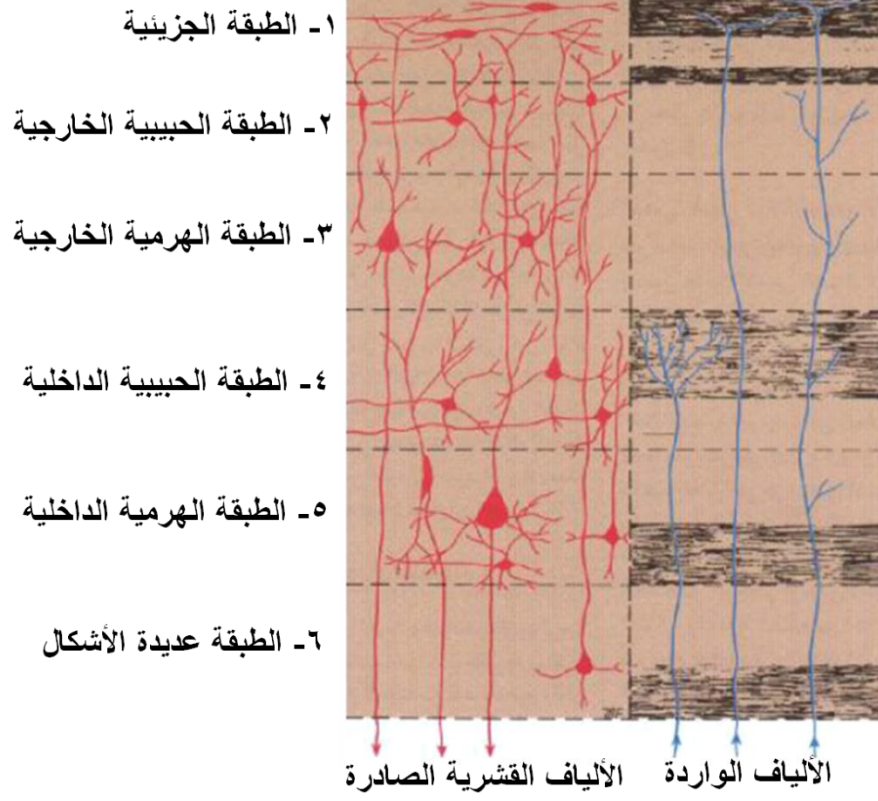 ١- الطبقة الجزيئية
٢- الطبقة الحبيبية الخارجية
٣- الطبقة الهرمية الخارجية
٤- الطبقة الحبيبية الداخلية
٥- الطبقة الهرمية الداخلية
٦- الطبقة عديدة الأشكال
الألياف القشرية الصادرة
الألياف الواردة